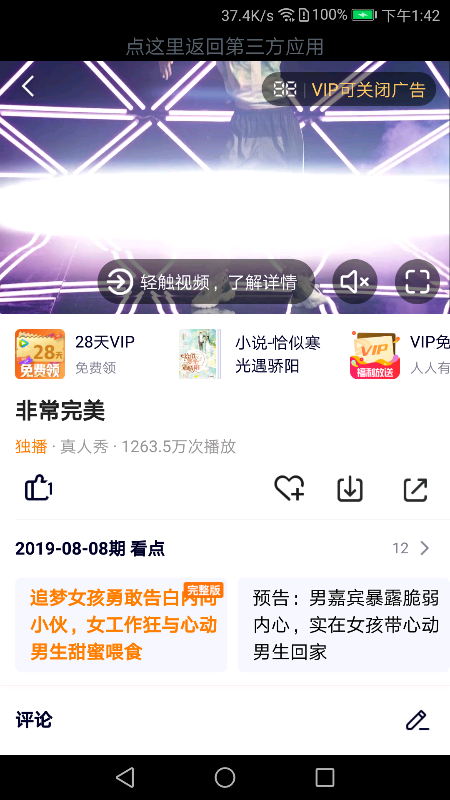 37.4K/s 100% 下午1:42
点这里返回第三方应用
88 VIP可关闭广告
轻触视频，了解详情
28天VIP
免费领
28天
免费领
小说-恰似寒
光遇骄阳
VIP免
人人有
VIP
福利放送
非常完美
独播 · 真人秀 · 1263.5万次播放
1
2019-08-08期 看点
12
完整版
追梦女孩勇敢告白内向
小伙，女工作狂与心动
男生甜蜜喂食
预告：男嘉宾暴露脆弱
内心，实在女孩带心动
男生回家
评论